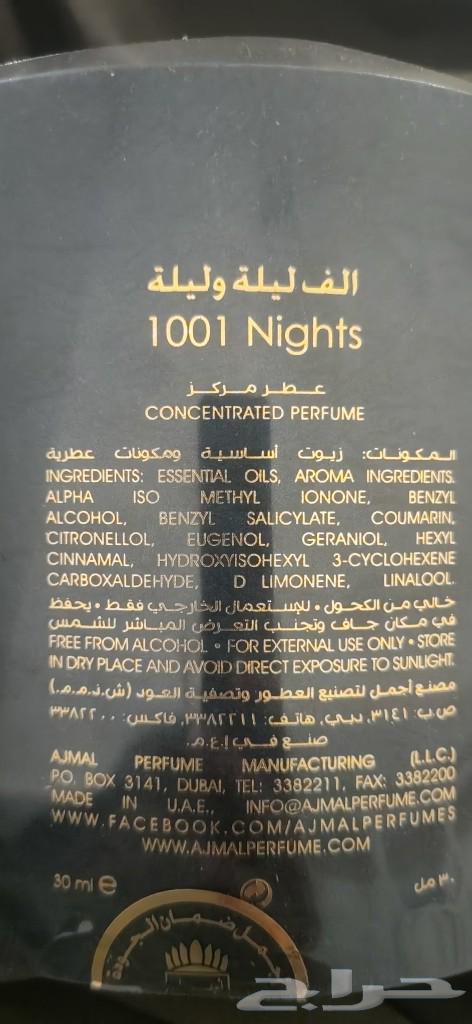 الف ليلة وليلة
1001 Nights
عطر مركز
CONCENTRATED PERFUME
المكونات: زيوت أساسية ومكونات عطرية
INGREDIENTS: ESSENTIAL OILS, AROMA INGREDIENTS.
ALPHA ISO METHYL IONONE, BENZYL
ALCOHOL, BENZYL SALICYLATE, COUMARIN,
CITRONELLOL, EUGENOL, GERANIOL, HEXYL
CINNAMAL, HYDROXYISOHEXYL 3-CYCLOHEXENE
CARBOXALDEHYDE, D LIMONENE, LINALOOL.
خالي من الكحول • للإستعمال الخارجي فقط • يحفظ
في مكان جاف وتجنب التعرض المباشر للشمس
FREE FROM ALCOHOL • FOR EXTERNAL USE ONLY • STORE
IN DRY PLACE AND AVOID DIRECT EXPOSURE TO SUNLIGHT.
مصنع أجمل لتصنيع العطور وتصفية العود (ش.ذ.م.م.)
ص.ب: ٣١٤١، دبي، هاتف: ٣٣٨٢٢١١، فاكس: ٣٣٨٢٢٠٠
صنع في إ.ع.م.
AJMAL PERFUME MANUFACTURING (L.L.C.)
P.O. BOX 3141, DUBAI, TEL: 3382211, FAX: 3382200
MADE IN U.A.E., INFO@AJMALPERFUME.COM
WWW.FACEBOOK.COM/AJMALPERFUMES
WWW.AJMALPERFUME.COM
30 ml e
٣٠ مل
أجمل ضمان الجودة
حراج